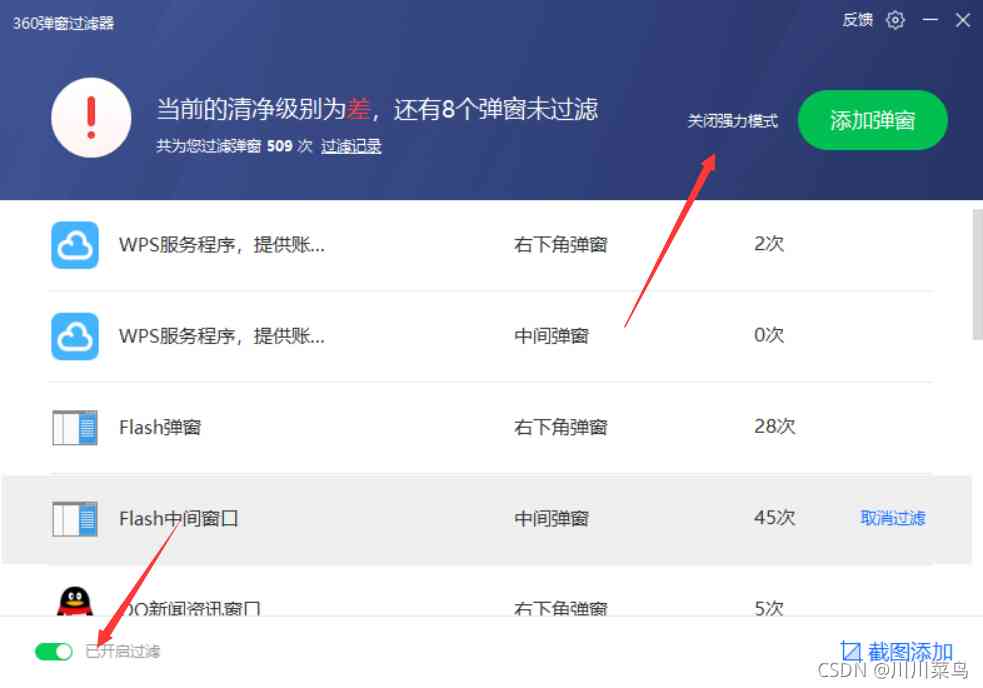 360弹窗过滤器
反馈
当前的清净级别为差，还有8个弹窗未过滤
共为您过滤弹窗 509 次 过滤记录
关闭强力模式
添加弹窗
WPS服务程序，提供账... 右下角弹窗 2次
WPS服务程序，提供账... 中间弹窗 0次
Flash弹窗 右下角弹窗 28次
Flash中间窗口 中间弹窗 45次 取消过滤
QQ新闻资讯窗口 右下角弹窗 5次
已开启过滤
截图添加
CSDN @川川菜鸟